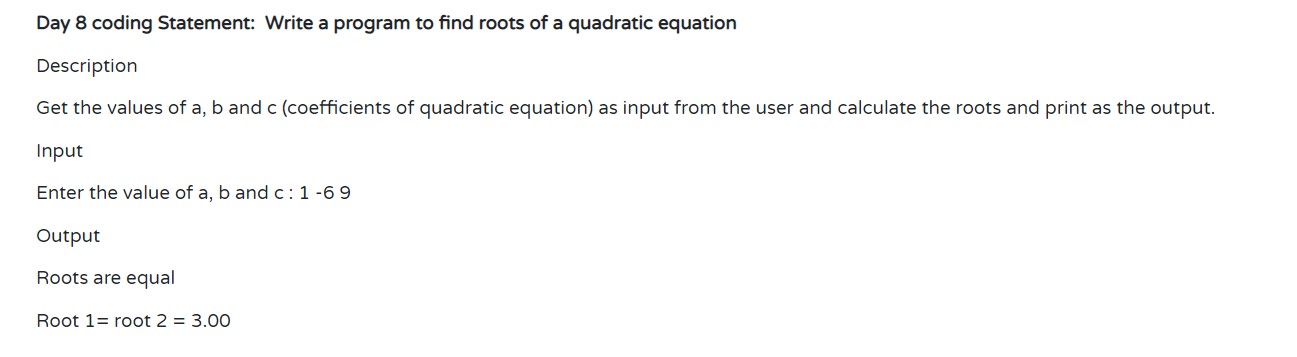 Day 8 coding Statement: Write a program to find roots of a quadratic equation
Description
Get the values of a, b and c (coefficients of quadratic equation) as input from the user and calculate the roots and print as the output.
Input
Enter the value of a, b and c : 1 -6 9
Output
Roots are equal
Root 1= root 2 = 3.00